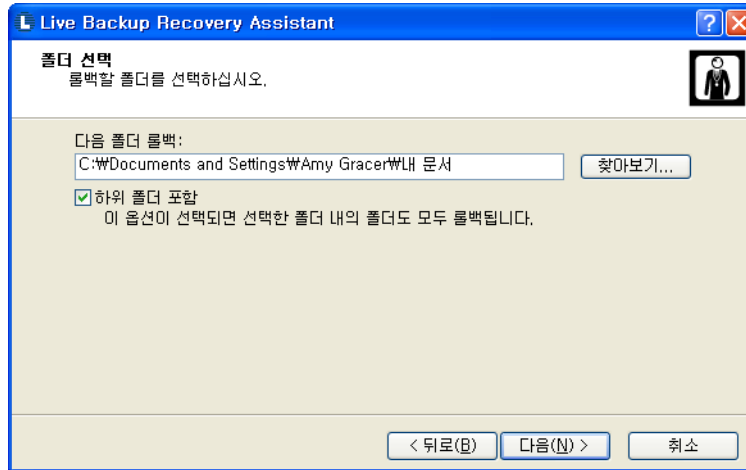 Live Backup Recovery Assistant
폴더 선택
롤백할 폴더를 선택하십시오.
다음 폴더 롤백:
C:₩Documents and Settings₩Amy Gracer₩내 문서
찾아보기...
하위 폴더 포함
이 옵션이 선택되면 선택한 폴더 내의 폴더도 모두 롤백됩니다.
< 뒤로(B) 다음(N) > 취소